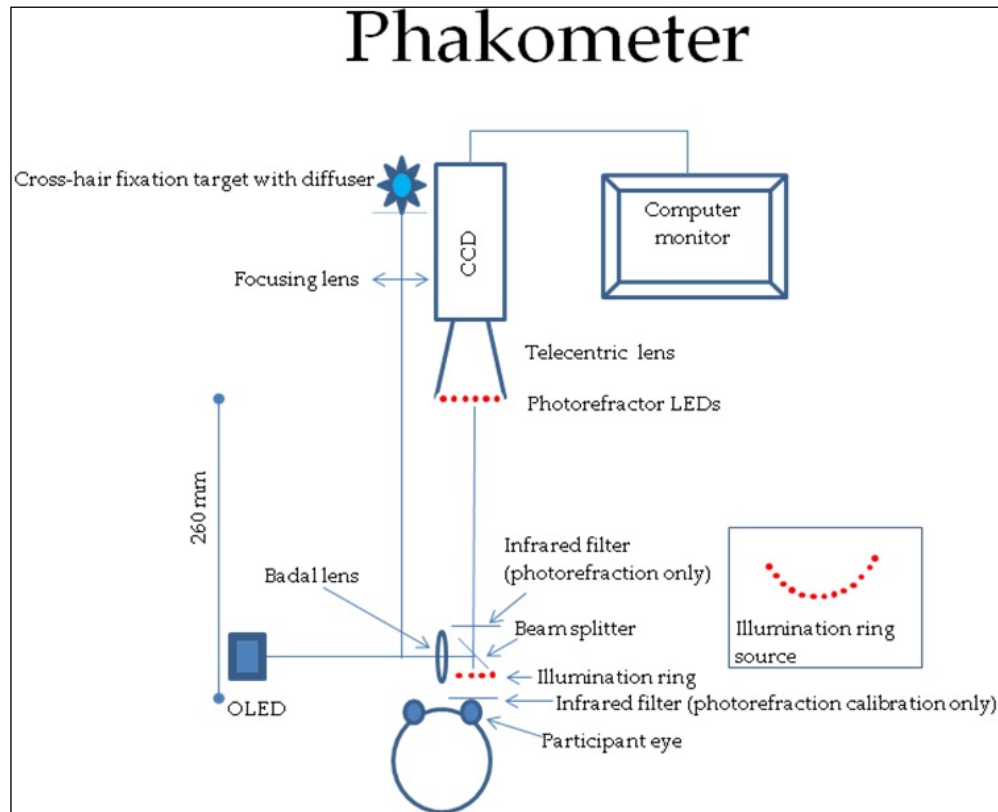 Phakometer
Cross-hair fixation target with diffuser
Computer
monitor
CCD
Focusing lens
Telecentric lens
Photorefractor LEDs
260 mm
Infrared filter
(photorefraction only)
Badal lens
Beam splitter
Illumination ring
source
Illumination ring
OLED
Infrared filter (photorefraction calibration only)
Participant eye